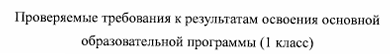 Проверяемые требования к результатам освоения основной
образовательной программы (1 класс)